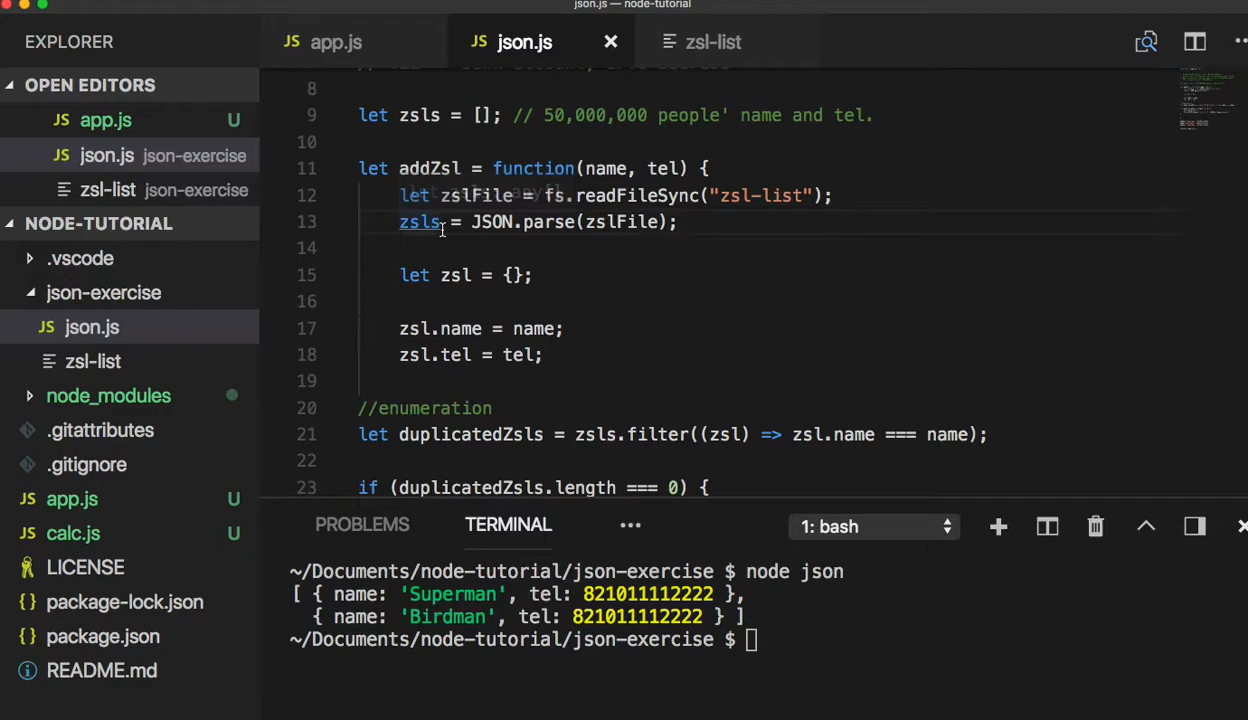 json.js — node-tutorial
EXPLORER
JS app.js
JS json.js
zsl-list
OPEN EDITORS
JS app.js U
JS json.js json-exercise
zsl-list json-exercise
NODE-TUTORIAL
.vscode
json-exercise
JS json.js
zsl-list
node_modules
.gitattributes
.gitignore
JS app.js U
JS calc.js U
LICENSE
{} package-lock.json
{} package.json
README.md
8
9 let zsls = []; // 50,000,000 people' name and tel.
10
11 let addZsl = function(name, tel) {
12 let zslFile = fs.readFileSync("zsl-list");
13 zsls = JSON.parse(zslFile);
14
15 let zsl = {};
16
17 zsl.name = name;
18 zsl.tel = tel;
19
20 //enumeration
21 let duplicatedZsls = zsls.filter((zsl) => zsl.name === name);
22
23 if (duplicatedZsls.length === 0) {
PROBLEMS TERMINAL ••• 1: bash
~/Documents/node-tutorial/json-exercise $ node json
[ { name: 'Superman', tel: 821011112222 },
{ name: 'Birdman', tel: 821011112222 } ]
~/Documents/node-tutorial/json-exercise $